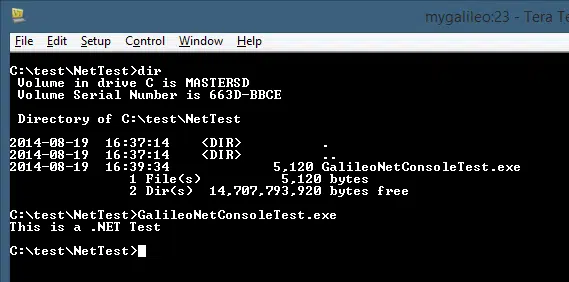 mygalileo:23 - Tera Te
File Edit Setup Control Window Help
C:\test\NetTest>dir
Volume in drive C is MASTERSD
Volume Serial Number is 663D-BBCE
Directory of C:\test\NetTest
2014-08-19  16:37:14    <DIR>          .
2014-08-19  16:37:14    <DIR>          ..
2014-08-19  16:39:34             5,120 GalileoNetConsoleTest.exe
1 File(s)          5,120 bytes
2 Dir(s)  14,707,793,920 bytes free
C:\test\NetTest>GalileoNetConsoleTest.exe
This is a .NET Test
C:\test\NetTest>